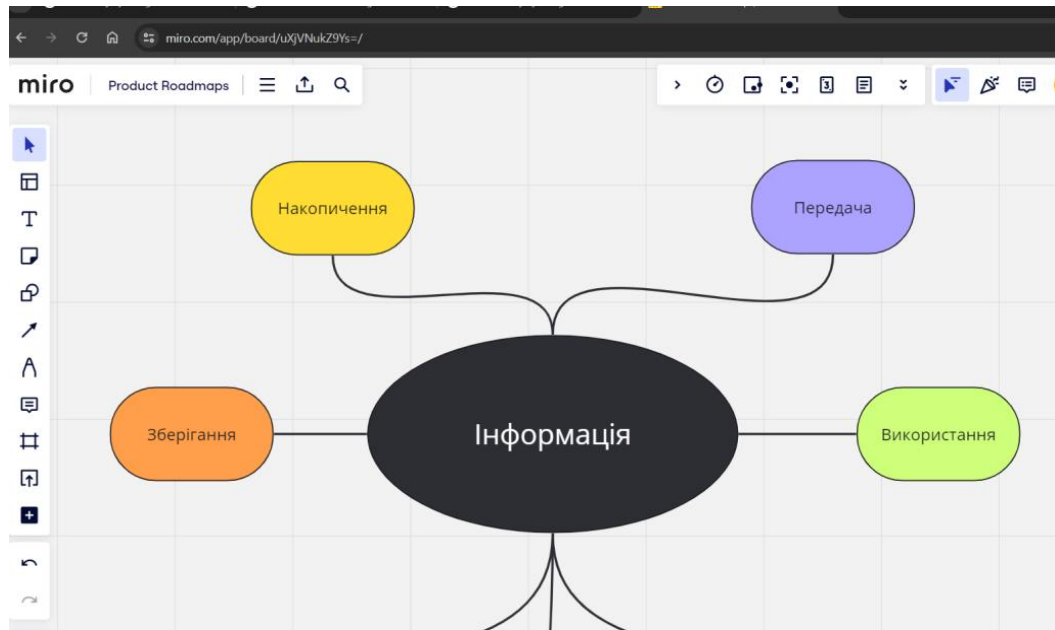 miro.com/app/board/uXjVNukZ9Ys=/
miro
Product Roadmaps
Накопичення
Передача
Зберігання
Інформація
Використання